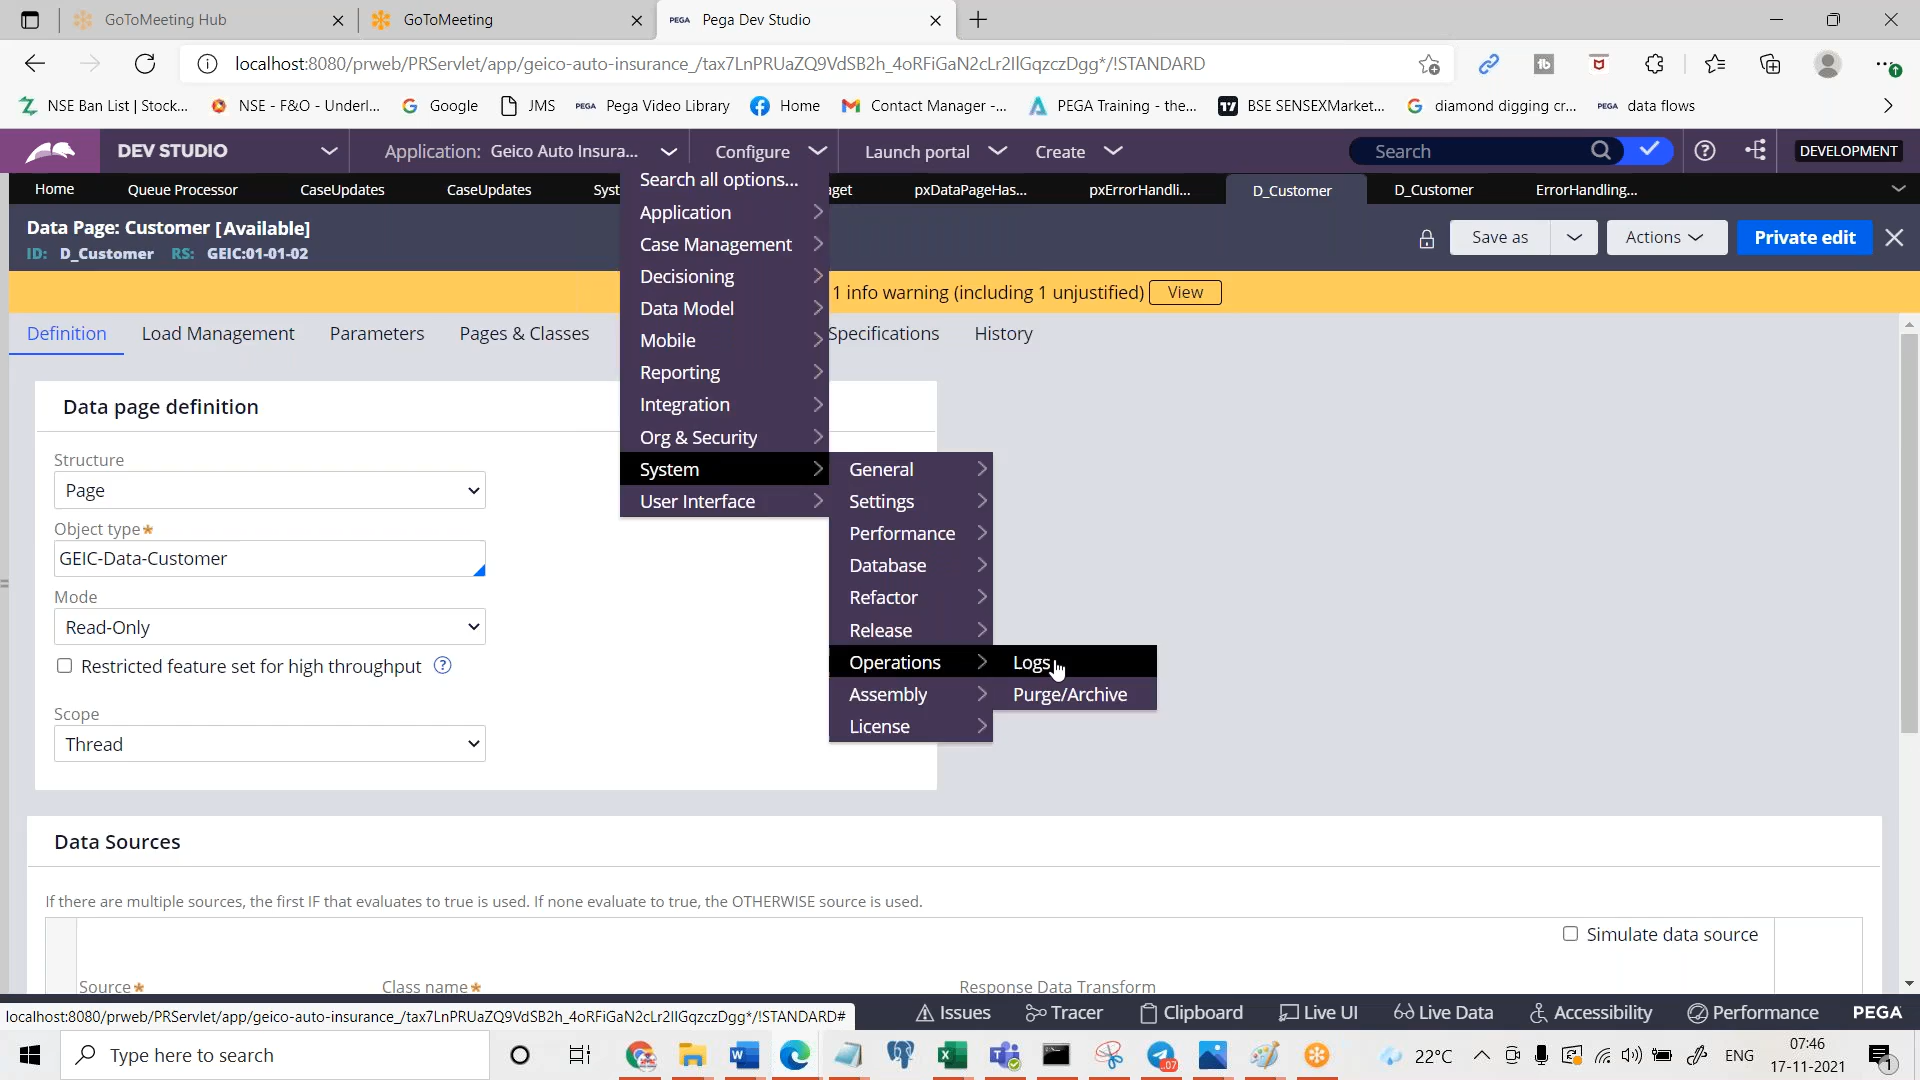 GoToMeeting Hub
GoToMeeting
PEGA Pega Dev Studio
localhost:8080/prweb/PRServlet/app/geico-auto-insurance_/tax7LnPRUaZQ9VdSB2h_4oRFiGaN2cLr2lIGqzczDgg*/!STANDARD
NSE Ban List | Stock...
NSE - F&O - Underl...
Google
JMS
PEGA Pega Video Library
Home
Contact Manager -...
PEGA Training - the...
BSE SENSEXMarket...
diamond digging cr...
PEGA data flows
DEV STUDIO
Application: Geico Auto Insura...
Configure
Launch portal
Create
Search
DEVELOPMENT
Home
Queue Processor
CaseUpdates
CaseUpdates
Syst
aget
pxDataPageHas...
pxErrorHandli...
D_Customer
D_Customer
ErrorHandling...
Data Page: Customer [Available]
ID: D_Customer RS: GEIC:01-01-02
Save as
Actions
Private edit
1 info warning (including 1 unjustified) View
Definition
Load Management
Parameters
Pages & Classes
Specifications
History
Search all options...
Application
Case Management
Decisioning
Data Model
Mobile
Reporting
Integration
Org & Security
System
User Interface
General
Settings
Performance
Database
Refactor
Release
Operations
Assembly
License
Logs
Purge/Archive
Data page definition
Structure
Page
Object type*
GEIC-Data-Customer
Mode
Read-Only
Restricted feature set for high throughput
Scope
Thread
Data Sources
If there are multiple sources, the first IF that evaluates to true is used. If none evaluate to true, the OTHERWISE source is used.
Simulate data source
Source*
Class name*
Response Data Transform
localhost:8080/prweb/PRServlet/app/geico-auto-insurance_/tax7LnPRUaZQ9VdSB2h_4oRFiGaN2cLr2lIGqzczDgg*/!STANDARD#
Issues
Tracer
Clipboard
Live UI
Live Data
Accessibility
Performance
PEGA
Type here to search
22°C
ENG
07:46
17-11-2021
1